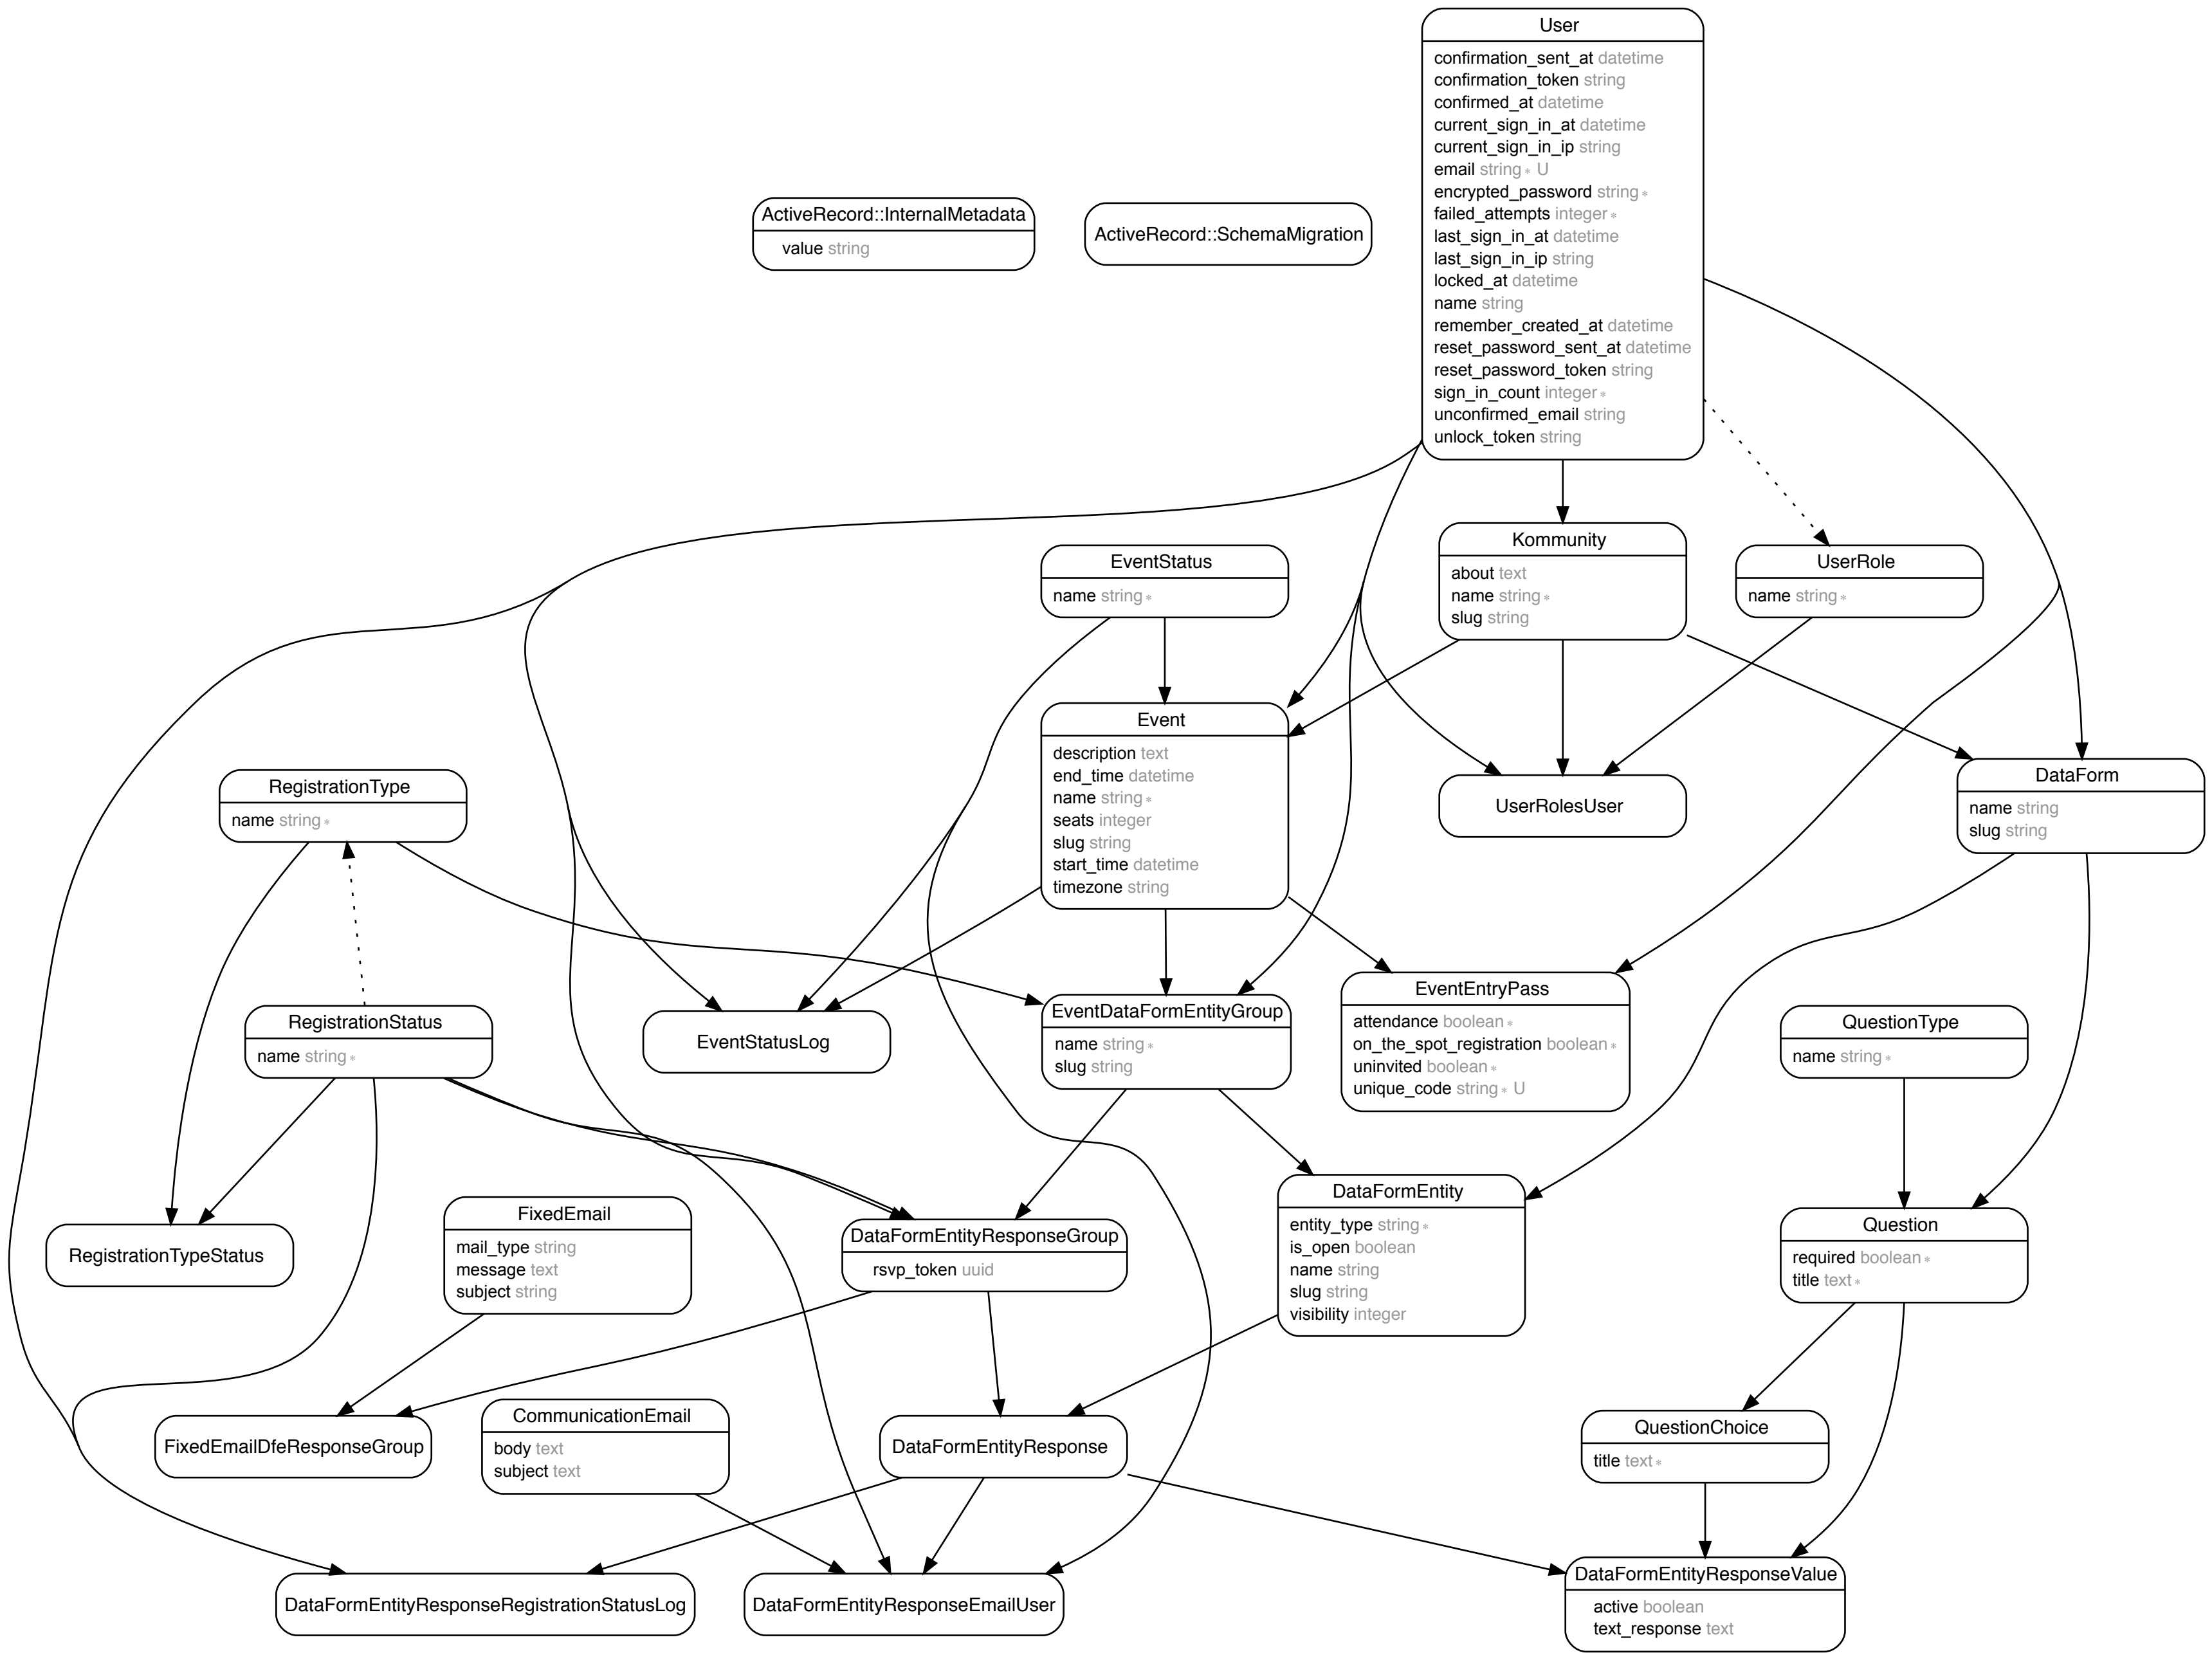 User
confirmation_sent_at datetime
confirmation_token string
confirmed_at datetime
current_sign_in_at datetime
current_sign_in_ip string
email string ∗ U
encrypted_password string ∗
failed_attempts integer ∗
last_sign_in_at datetime
last_sign_in_ip string
locked_at datetime
name string
remember_created_at datetime
reset_password_sent_at datetime
reset_password_token string
sign_in_count integer ∗
unconfirmed_email string
unlock_token string
ActiveRecord::InternalMetadata
value string
ActiveRecord::SchemaMigration
EventStatus
name string ∗
Kommunity
about text
name string ∗
slug string
UserRole
name string ∗
Event
description text
end_time datetime
name string ∗
seats integer
slug string
start_time datetime
timezone string
UserRolesUser
DataForm
name string
slug string
RegistrationType
name string ∗
RegistrationStatus
name string ∗
EventStatusLog
EventDataFormEntityGroup
name string ∗
slug string
EventEntryPass
attendance boolean ∗
on_the_spot_registration boolean ∗
uninvited boolean ∗
unique_code string ∗ U
QuestionType
name string ∗
RegistrationTypeStatus
FixedEmail
mail_type string
message text
subject string
DataFormEntityResponseGroup
rsvp_token uuid
DataFormEntity
entity_type string ∗
is_open boolean
name string
slug string
visibility integer
Question
required boolean ∗
title text ∗
FixedEmailDfeResponseGroup
CommunicationEmail
body text
subject text
DataFormEntityResponse
QuestionChoice
title text ∗
DataFormEntityResponseRegistrationStatusLog
DataFormEntityResponseEmailUser
DataFormEntityResponseValue
active boolean
text_response text